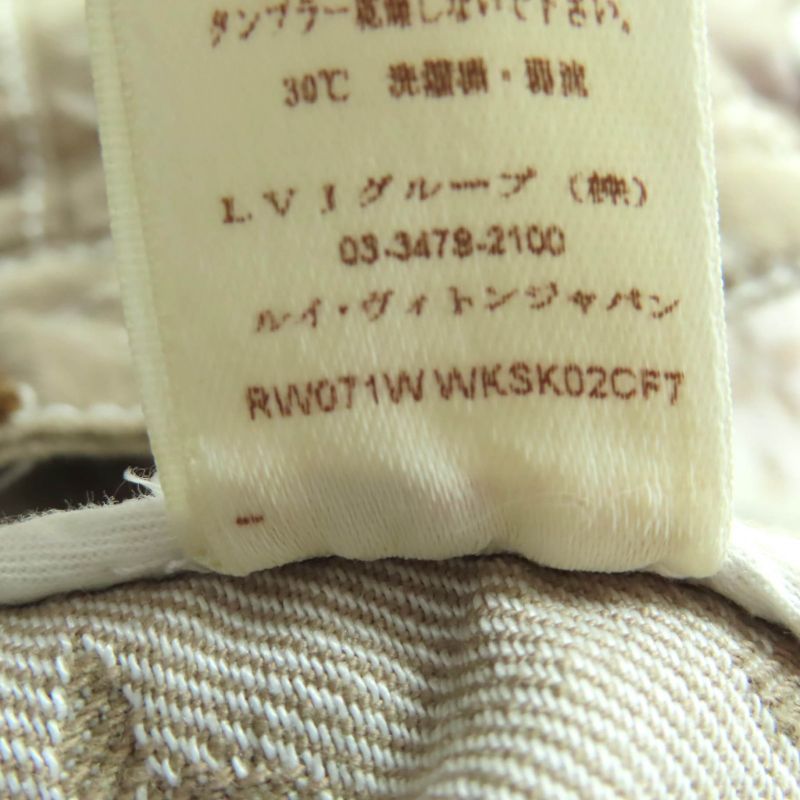 タンブラー乾燥しないで下さい。
30℃ 洗濯機・弱流
LVJグループ（株）
03-3478-2100
ルイ・ヴィトンジャパン
RW071W WKSK02CF7